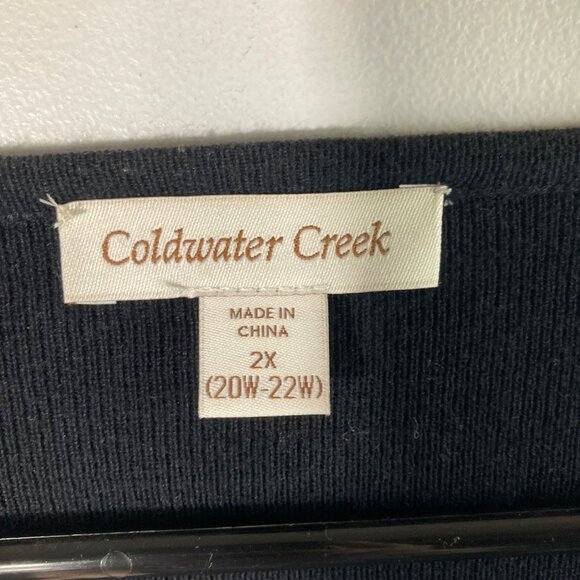 Coldwater Creek
MADE IN
CHINA
2X
(20W-22W)